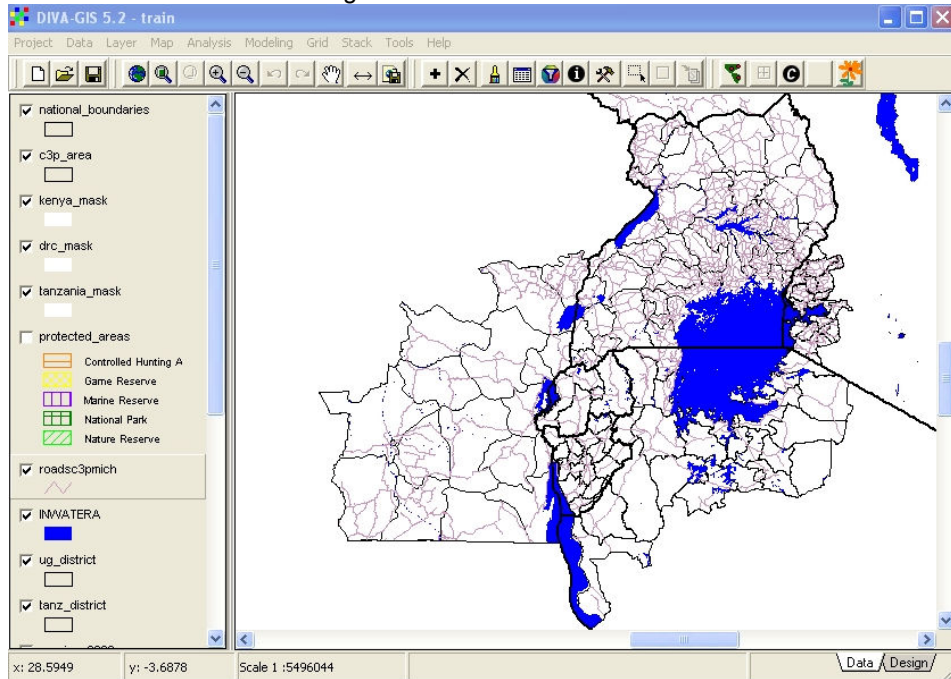 DIVA-GIS 5.2 - train
Project Data Layer Map Analysis Modeling Grid Stack Tools Help
national_boundaries
c3p_area
kenya_mask
drc_mask
tanzania_mask
protected_areas
Controlled Hunting A
Game Reserve
Marine Reserve
National Park
Nature Reserve
roadsc3pmich
INWATERA
ug_district
tanz_district
x: 28.5949 y: -3.6878 Scale 1 :5496044 Data Design